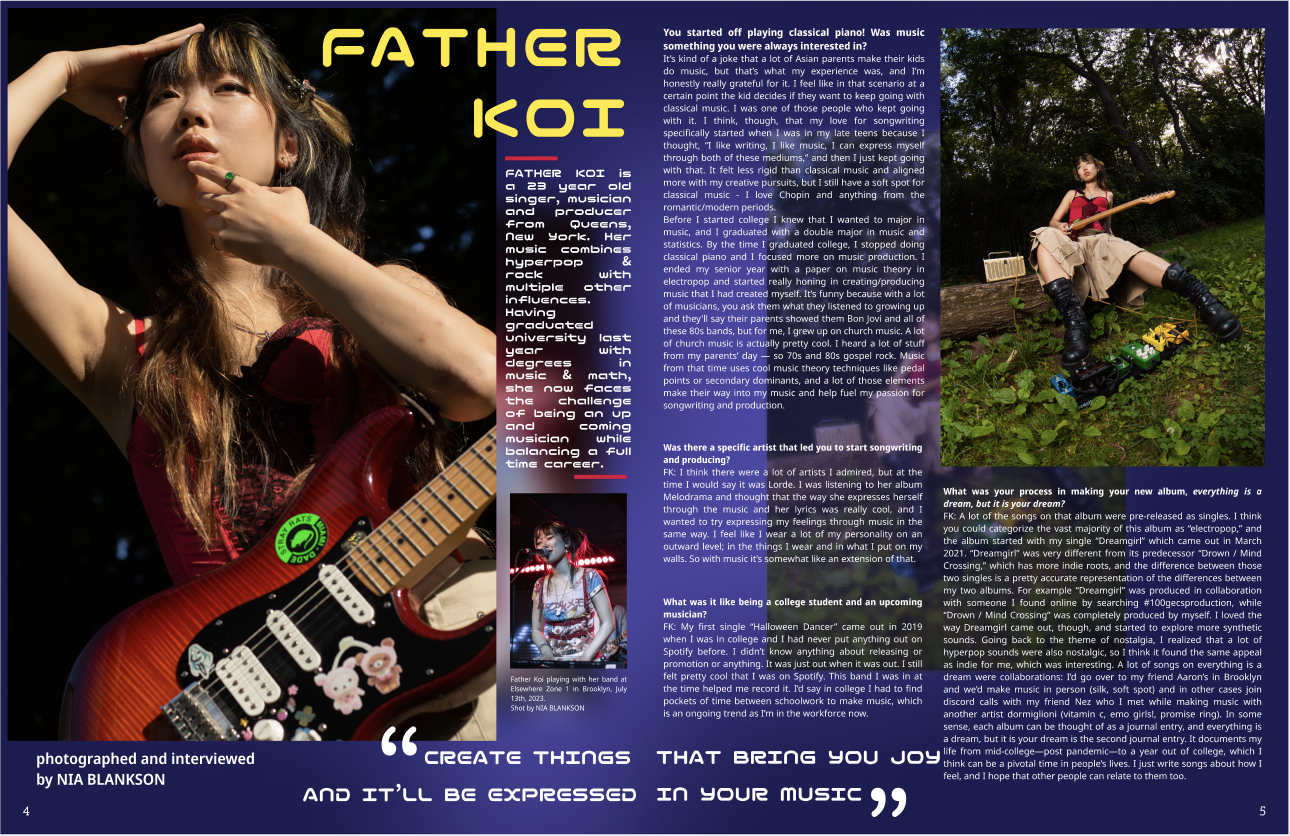 FATHER
KOI
FATHER KOI is
a 23 year old
singer, musician
and producer
from Queens,
New York. Her
music combines
hyperpop &
rock with
multiple other
influences.
Having
graduated
university last
year with
degrees in
music & math,
she now faces
the challenge
of being an up
and coming
musician while
balancing a full
time career.
STRAY RATS
MIAMI DADE
Father Koi playing with her band at
Elsewhere Zone 1 in Brooklyn, July
13th, 2023.
Shot by NIA BLANKSON
photographed and interviewed
by NIA BLANKSON
4
You started off playing classical piano! Was music
something you were always interested in?
It's kind of a joke that a lot of Asian parents make their kids
do music, but that's what my experience was, and I'm
honestly really grateful for it. I feel like in that scenario at a
certain point the kid decides if they want to keep going with
classical music. I was one of those people who kept going
with it. I think, though, that my love for songwriting
specifically started when I was in my late teens because I
thought, “I like writing, I like music, I can express myself
through both of these mediums,” and then I just kept going
with that. It felt less rigid than classical music and aligned
more with my creative pursuits, but I still have a soft spot for
classical music - I love Chopin and anything from the
romantic/modern periods.
Before I started college I knew that I wanted to major in
music, and I graduated with a double major in music and
statistics. By the time I graduated college, I stopped doing
classical piano and I focused more on music production. I
ended my senior year with a paper on music theory in
electropop and started really honing in creating/producing
music that I had created myself. It's funny because with a lot
of musicians, you ask them what they listened to growing up
and they'll say their parents showed them Bon Jovi and all of
these 80s bands, but for me, I grew up on church music. A lot
of church music is actually pretty cool. I heard a lot of stuff
from my parents' day — so 70s and 80s gospel rock. Music
from that time uses cool music theory techniques like pedal
points or secondary dominants, and a lot of those elements
make their way into my music and help fuel my passion for
songwriting and production.
Was there a specific artist that led you to start songwriting
and producing?
FK: I think there were a lot of artists I admired, but at the
time I would say it was Lorde. I was listening to her album
Melodrama and thought that the way she expresses herself
through the music and her lyrics was really cool, and I
wanted to try expressing my feelings through music in the
same way. I feel like I wear a lot of my personality on an
outward level; in the things I wear and in what I put on my
walls. So with music it's somewhat like an extension of that.
What was it like being a college student and an upcoming
musician?
FK: My first single “Halloween Dancer” came out in 2019
when I was in college and I had never put anything out on
Spotify before. I didn't know anything about releasing or
promotion or anything. It was just out when it was out. I still
felt pretty cool that I was on Spotify. This band I was in at
the time helped me record it. I'd say in college I had to find
pockets of time between schoolwork to make music, which
is an ongoing trend as I'm in the workforce now.
“CREATE THINGS THAT BRING YOU JOY
AND IT'LL BE EXPRESSED IN YOUR MUSIC”
What was your process in making your new album, everything is a
dream, but it is your dream?
FK: A lot of the songs on that album were pre-released as singles. I think
you could categorize the vast majority of this album as “electropop,” and
the album started with my single “Dreamgirl” which came out in March
2021. “Dreamgirl” was very different from its predecessor “Drown / Mind
Crossing,” which has more indie roots, and the difference between those
two singles is a pretty accurate representation of the differences between
my two albums. For example “Dreamgirl” was produced in collaboration
with someone I found online by searching #100gecsproduction, while
“Drown / Mind Crossing” was completely produced by myself. I loved the
way Dreamgirl came out, though, and started to explore more synthetic
sounds. Going back to the theme of nostalgia, I realized that a lot of
hyperpop sounds were also nostalgic, so I think it found the same appeal
as indie for me, which was interesting. A lot of songs on everything is a
dream were collaborations: I'd go over to my friend Aaron's in Brooklyn
and we'd make music in person (silk, soft spot) and in other cases join
discord calls with my friend Nez who I met while making music with
another artist dormiglioni (vitamin c, emo girls!, promise ring). In some
sense, each album can be thought of as a journal entry, and everything is
a dream, but it is your dream is the second journal entry. It documents my
life from mid-college—post pandemic—to a year out of college, which I
think can be a pivotal time in people's lives. I just write songs about how I
feel, and I hope that other people can relate to them too.
5